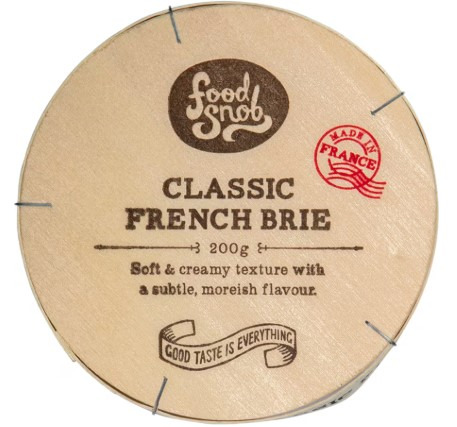 food
snob
MADE IN
FRANCE
CLASSIC
FRENCH BRIE
200g
Soft & creamy texture with
a subtle, moreish flavour.
GOOD TASTE IS EVERYTHING